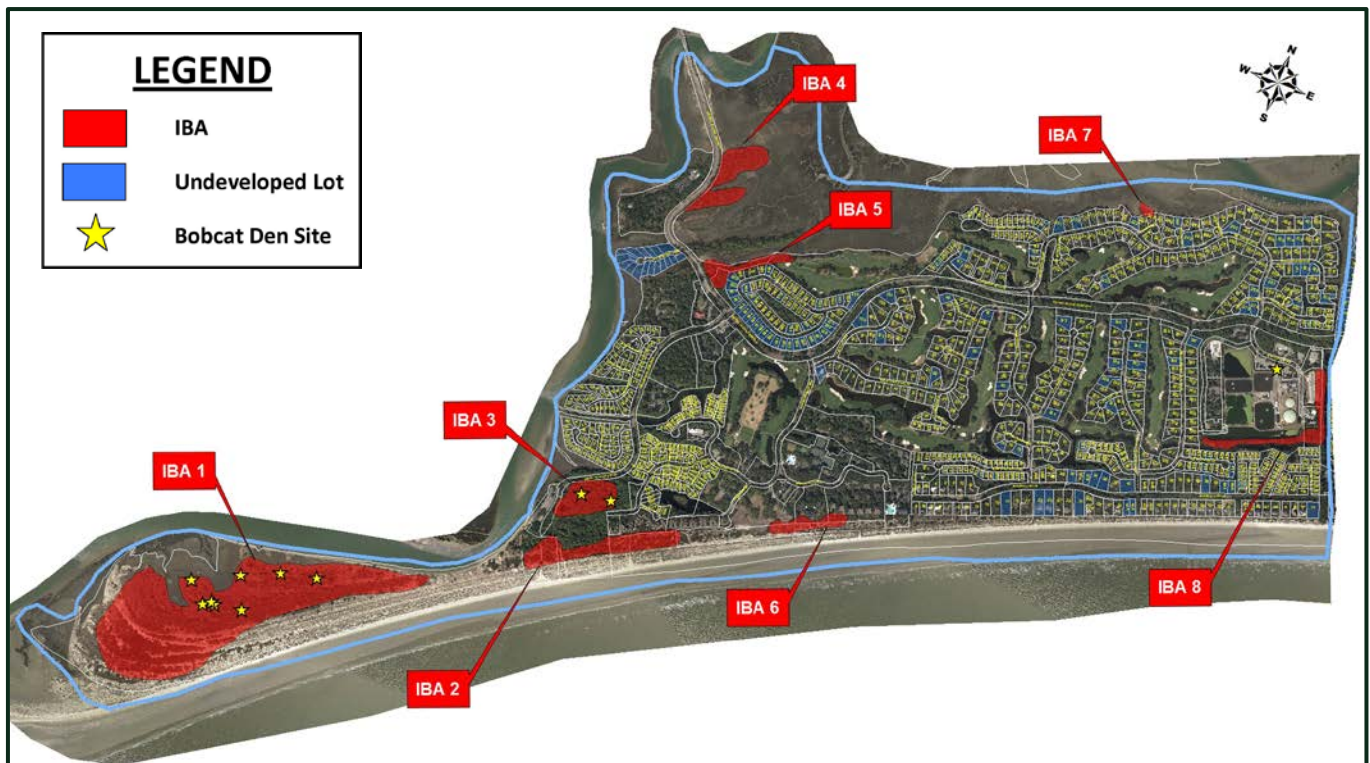 LEGEND
IBA
Undeveloped Lot
Bobcat Den Site
N
W
E
S
IBA 4
IBA 7
IBA 5
IBA 3
IBA 1
IBA 8
IBA 6
IBA 2